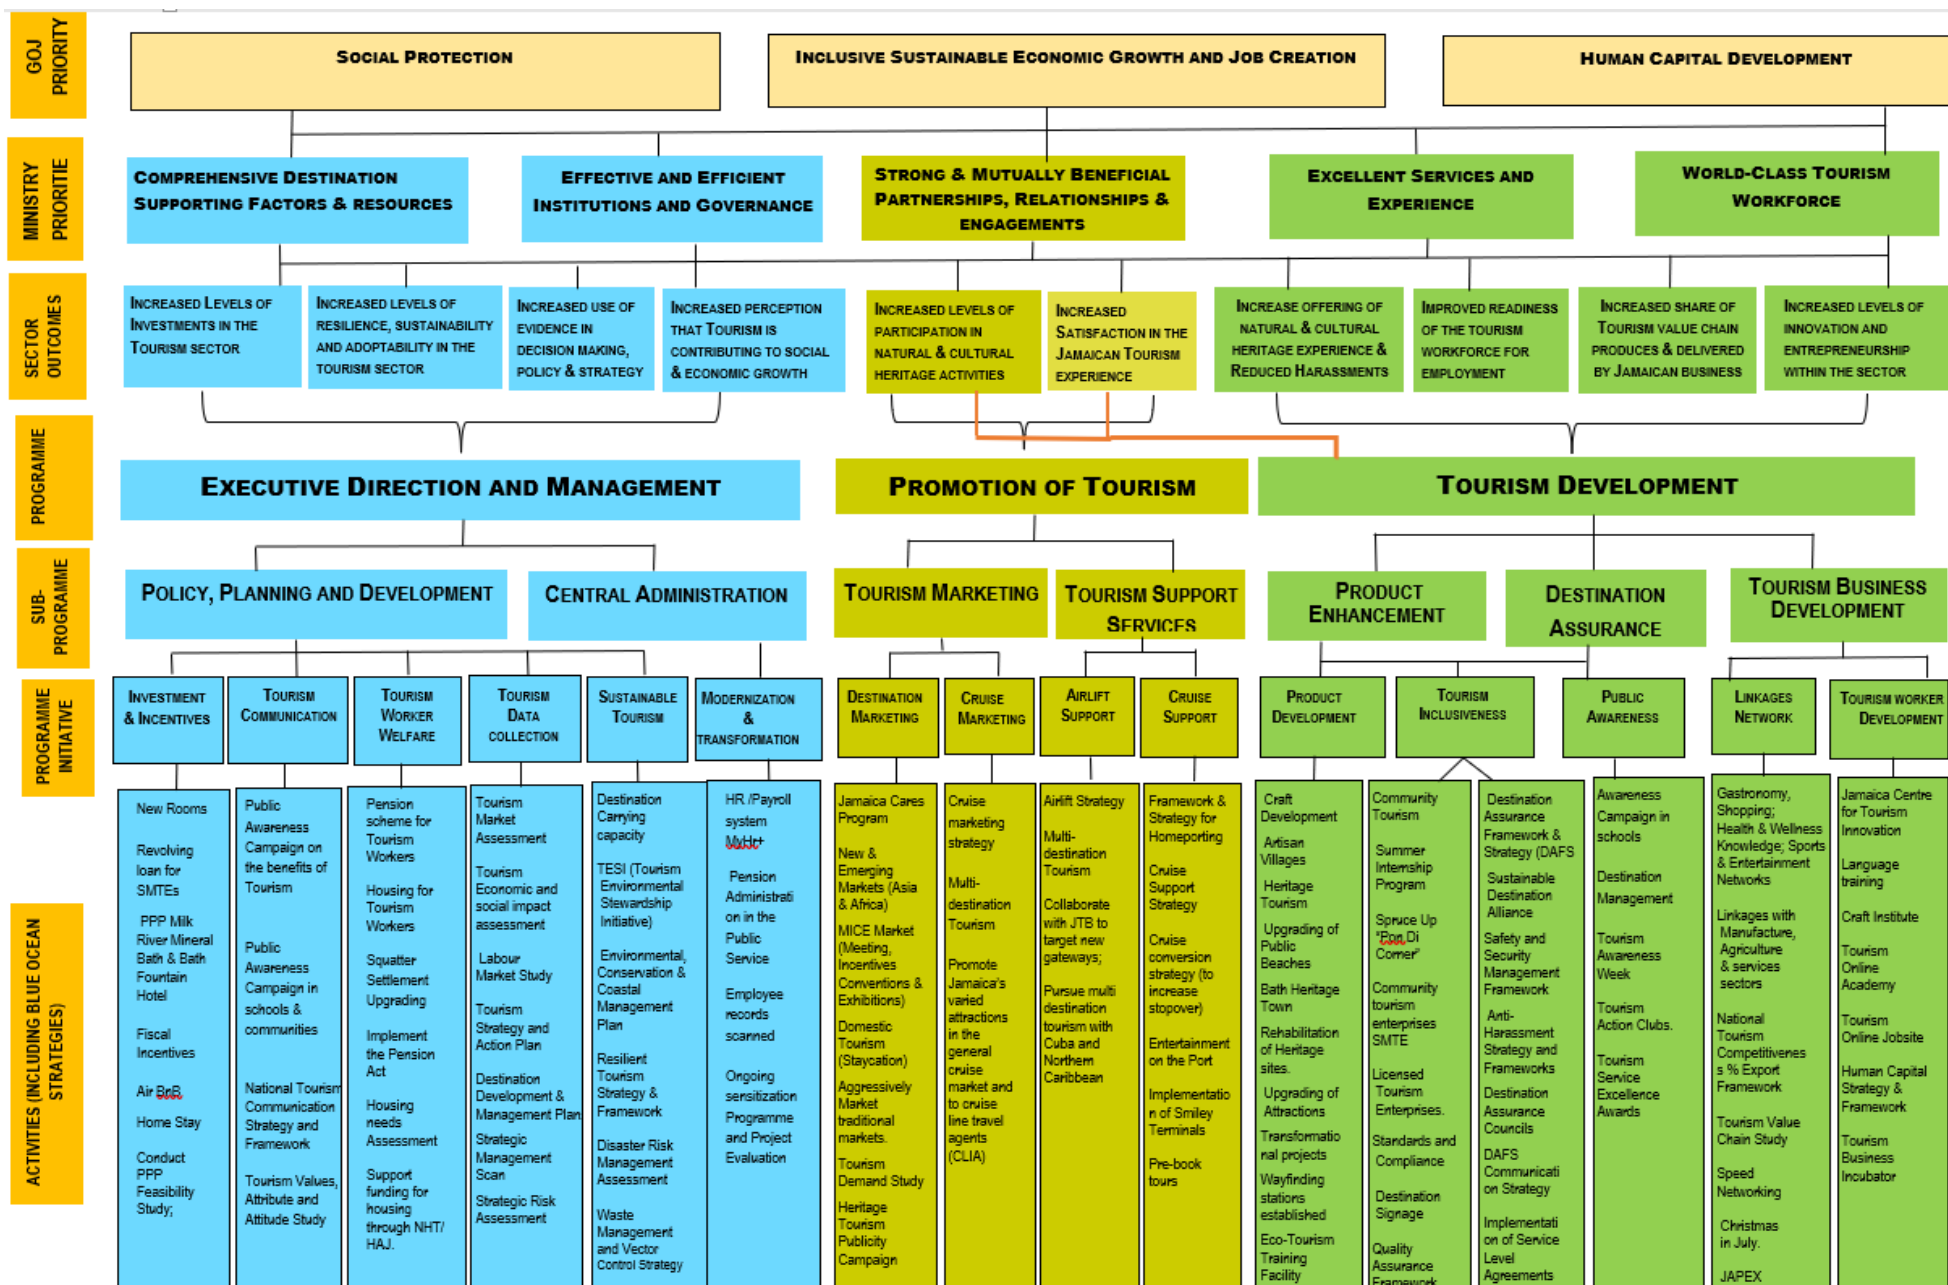 GOJ
PRIORITY
SOCIAL PROTECTION
INCLUSIVE SUSTAINABLE ECONOMIC GROWTH AND JOB CREATION
HUMAN CAPITAL DEVELOPMENT
MINISTRY
PRIORITIE
COMPREHENSIVE DESTINATION
SUPPORTING FACTORS & RESOURCES
EFFECTIVE AND EFFICIENT
INSTITUTIONS AND GOVERNANCE
STRONG & MUTUALLY BENEFICIAL
PARTNERSHIPS, RELATIONSHIPS &
ENGAGEMENTS
EXCELLENT SERVICES AND
EXPERIENCE
WORLD-CLASS TOURISM
WORKFORCE
SECTOR
OUTCOMES
INCREASED LEVELS OF
INVESTMENTS IN THE
TOURISM SECTOR
INCREASED LEVELS OF
RESILIENCE, SUSTAINABILITY
AND ADOPTABILITY IN THE
TOURISM SECTOR
INCREASED USE OF
EVIDENCE IN
DECISION MAKING,
POLICY & STRATEGY
INCREASED PERCEPTION
THAT TOURISM IS
CONTRIBUTING TO SOCIAL
& ECONOMIC GROWTH
INCREASED LEVELS OF
PARTICIPATION IN
NATURAL & CULTURAL
HERITAGE ACTIVITIES
INCREASED
SATISFACTION IN THE
JAMAICAN TOURISM
EXPERIENCE
INCREASE OFFERING OF
NATURAL & CULTURAL
HERITAGE EXPERIENCE &
REDUCED HARASSMENTS
IMPROVED READINESS
OF THE TOURISM
WORKFORCE FOR
EMPLOYMENT
INCREASED SHARE OF
TOURISM VALUE CHAIN
PRODUCES & DELIVERED
BY JAMAICAN BUSINESS
INCREASED LEVELS OF
INNOVATION AND
ENTREPRENEURSHIP
WITHIN THE SECTOR
PROGRAMME
EXECUTIVE DIRECTION AND MANAGEMENT
PROMOTION OF TOURISM
TOURISM DEVELOPMENT
SUB-
PROGRAMME
POLICY, PLANNING AND DEVELOPMENT
CENTRAL ADMINISTRATION
TOURISM MARKETING
TOURISM SUPPORT
SERVICES
PRODUCT
ENHANCEMENT
DESTINATION
ASSURANCE
TOURISM BUSINESS
DEVELOPMENT
PROGRAMME
INITIATIVE
INVESTMENT
& INCENTIVES
TOURISM
COMMUNICATION
TOURISM
WORKER
WELFARE
TOURISM
DATA
COLLECTION
SUSTAINABLE
TOURISM
MODERNIZATION
&
TRANSFORMATION
DESTINATION
MARKETING
CRUISE
MARKETING
AIRLIFT
SUPPORT
CRUISE
SUPPORT
PRODUCT
DEVELOPMENT
TOURISM
INCLUSIVENESS
PUBLIC
AWARENESS
LINKAGES
NETWORK
TOURISM WORKER
DEVELOPMENT
ACTIVITIES (INCLUDING BLUE OCEAN
STRATEGIES)
New Rooms
Revolving
loan for
SMTEs
PPP Milk
River Mineral
Bath & Bath
Fountain
Hotel
Fiscal
Incentives
Air BnB
Home Stay
Conduct
PPP
Feasibility
Study;
Public
Awareness
Campaign on
the benefits of
Tourism
Public
Awareness
Campaign in
schools &
communities
National Tourism
Communication
Strategy and
Framework
Tourism Values,
Attribute and
Attitude Study
Pension
scheme for
Tourism
Workers
Housing for
Tourism
Workers
Squatter
Settlement
Upgrading
Implement
the Pension
Act
Housing
needs
Assessment
Support
funding for
housing
through NHT/
HAJ.
Tourism
Market
Assessment
Tourism
Economic and
social impact
assessment
Labour
Market Study
Tourism
Strategy and
Action Plan
Destination
Development &
Management Plan
Strategic
Management
Scan
Strategic Risk
Assessment
Destination
Carrying
capacity
TESI (Tourism
Environmental
Stewardship
Initiative)
Environmental,
Conservation &
Coastal
Management
Plan
Resilient
Tourism
Strategy &
Framework
Disaster Risk
Management
Assessment
Waste
Management
and Vector
Control Strategy
HR /Payroll
system
MyHr+
Pension
Administrati
on in the
Public
Service
Employee
records
scanned
Ongoing
sensitization
Programme
and Project
Evaluation
Jamaica Cares
Program
New &
Emerging
Markets (Asia
& Africa)
MICE Market
(Meeting,
Incentives
Conventions &
Exhibitions)
Domestic
Tourism
(Staycation)
Aggressively
Market
traditional
markets.
Tourism
Demand Study
Heritage
Tourism
Publicity
Campaign
Cruise
marketing
strategy
Multi-
destination
Tourism
Promote
Jamaica's
varied
attractions
in the
general
cruise
market and
to cruise
line travel
agents
(CLIA)
Airlift Strategy
Multi-
destination
Tourism
Collaborate
with JTB to
target new
gateways;
Pursue multi
destination
tourism with
Cuba and
Northern
Caribbean
Framework &
Strategy for
Homeporting
Cruise
Support
Strategy
Cruise
conversion
strategy (to
increase
stopover)
Entertainment
on the Port
Implementatio
n of Smiley
Terminals
Pre-book
tours
Craft
Development
Artisan
Villages
Heritage
Tourism
Upgrading of
Public
Beaches
Bath Heritage
Town
Rehabilitation
of Heritage
sites.
Upgrading of
Attractions
Transformatio
nal projects
Wayfinding
stations
established
Eco-Tourism
Training
Facility
Community
Tourism
Summer
Internship
Program
Spruce Up
"Pon Di
Corner"
Community
tourism
enterprises
SMTE
Licensed
Tourism
Enterprises.
Standards and
Compliance
Destination
Signage
Quality
Assurance
Framework
Destination
Assurance
Framework &
Strategy (DAFS
Sustainable
Destination
Alliance
Safety and
Security
Management
Framework
Anti-
Harassment
Strategy and
Frameworks
Destination
Assurance
Councils
DAFS
Communicati
on Strategy
Implementati
on of Service
Level
Agreements
Awareness
Campaign in
schools
Destination
Management
Tourism
Awareness
Week
Tourism
Action Clubs.
Tourism
Service
Excellence
Awards
Gastronomy,
Shopping;
Health & Wellness
Knowledge; Sports
& Entertainment
Networks
Linkages with
Manufacture,
Agriculture
& services
sectors
National
Tourism
Competitivenes
s % Export
Framework
Tourism Value
Chain Study
Speed
Networking
Christmas
in July.
JAPEX
Jamaica Centre
for Tourism
Innovation
Language
training
Craft Institute
Tourism
Online
Academy
Tourism
Online Jobsite
Human Capital
Strategy &
Framework
Tourism
Business
Incubator